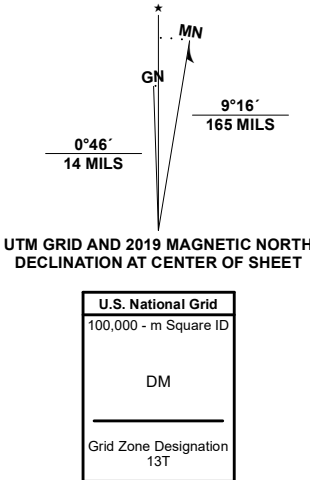 ★
MN
GN
9°16´
165 MILS
0°46´
14 MILS
UTM GRID AND 2019 MAGNETIC NORTH
DECLINATION AT CENTER OF SHEET
U.S. National Grid
100,000 - m Square ID
DM
Grid Zone Designation
13T